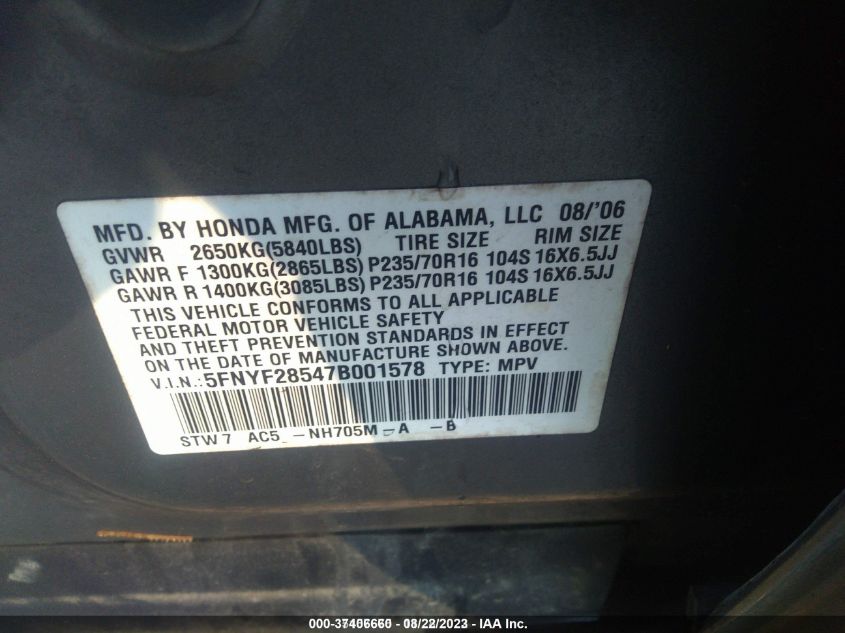 MFD. BY HONDA MFG. OF ALABAMA, LLC 08/'06
GVWR 2650KG(5840LBS) TIRE SIZE RIM SIZE
GAWR F 1300KG(2865LBS) P235/70R16 104S 16X6.5JJ
GAWR R 1400KG(3085LBS) P235/70R16 104S 16X6.5JJ
THIS VEHICLE CONFORMS TO ALL APPLICABLE
FEDERAL MOTOR VEHICLE SAFETY
AND THEFT PREVENTION STANDARDS IN EFFECT
ON THE DATE OF MANUFACTURE SHOWN ABOVE.
V.I.N.: 5FNYF28547B001578 TYPE: MPV
STW7 AC5 -NH705M-A -B
000-37406660 - 08/22/2023 - IAA Inc.